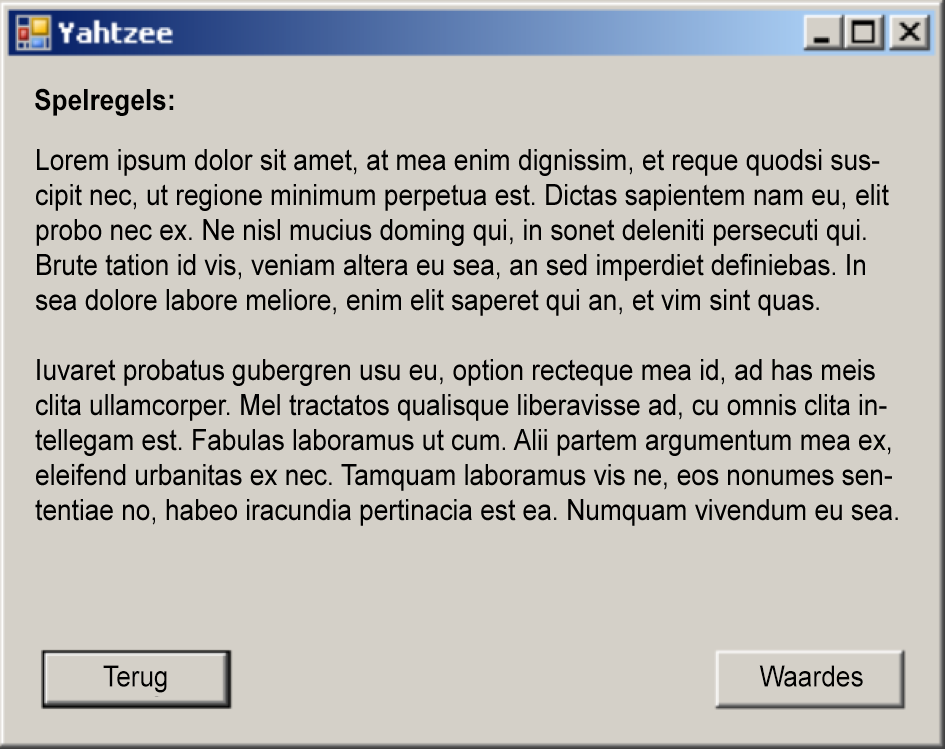 Yahtzee
Spelregels:
Lorem ipsum dolor sit amet, at mea enim dignissim, et reque quodsi sus-
cipit nec, ut regione minimum perpetua est. Dictas sapientem nam eu, elit
probo nec ex. Ne nisl mucius doming qui, in sonet deleniti persecuti qui.
Brute tation id vis, veniam altera eu sea, an sed imperdiet definiebas. In
sea dolore labore meliore, enim elit saperet qui an, et vim sint quas.
Iuvaret probatus gubergren usu eu, option recteque mea id, ad has meis
clita ullamcorper. Mel tractatos qualisque liberavisse ad, cu omnis clita in-
tellegam est. Fabulas laboramus ut cum. Alii partem argumentum mea ex,
eleifend urbanitas ex nec. Tamquam laboramus vis ne, eos nonumes sen-
tentiae no, habeo iracundia pertinacia est ea. Numquam vivendum eu sea.
Terug
Waardes